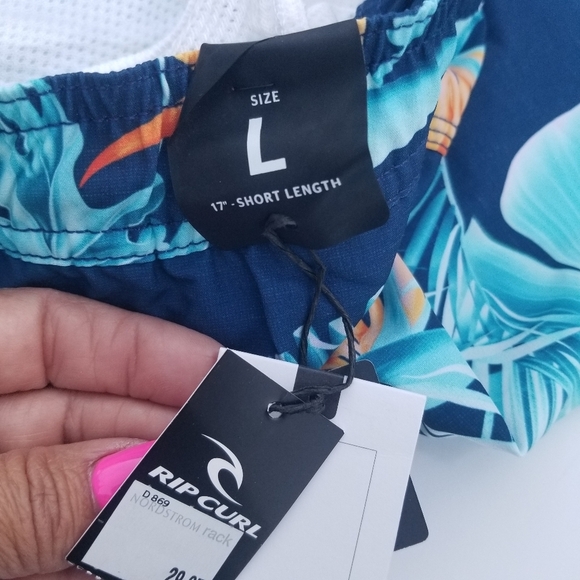 SIZE
L
17" - SHORT LENGTH
RIP CURL
D 869
NORDSTROM rack